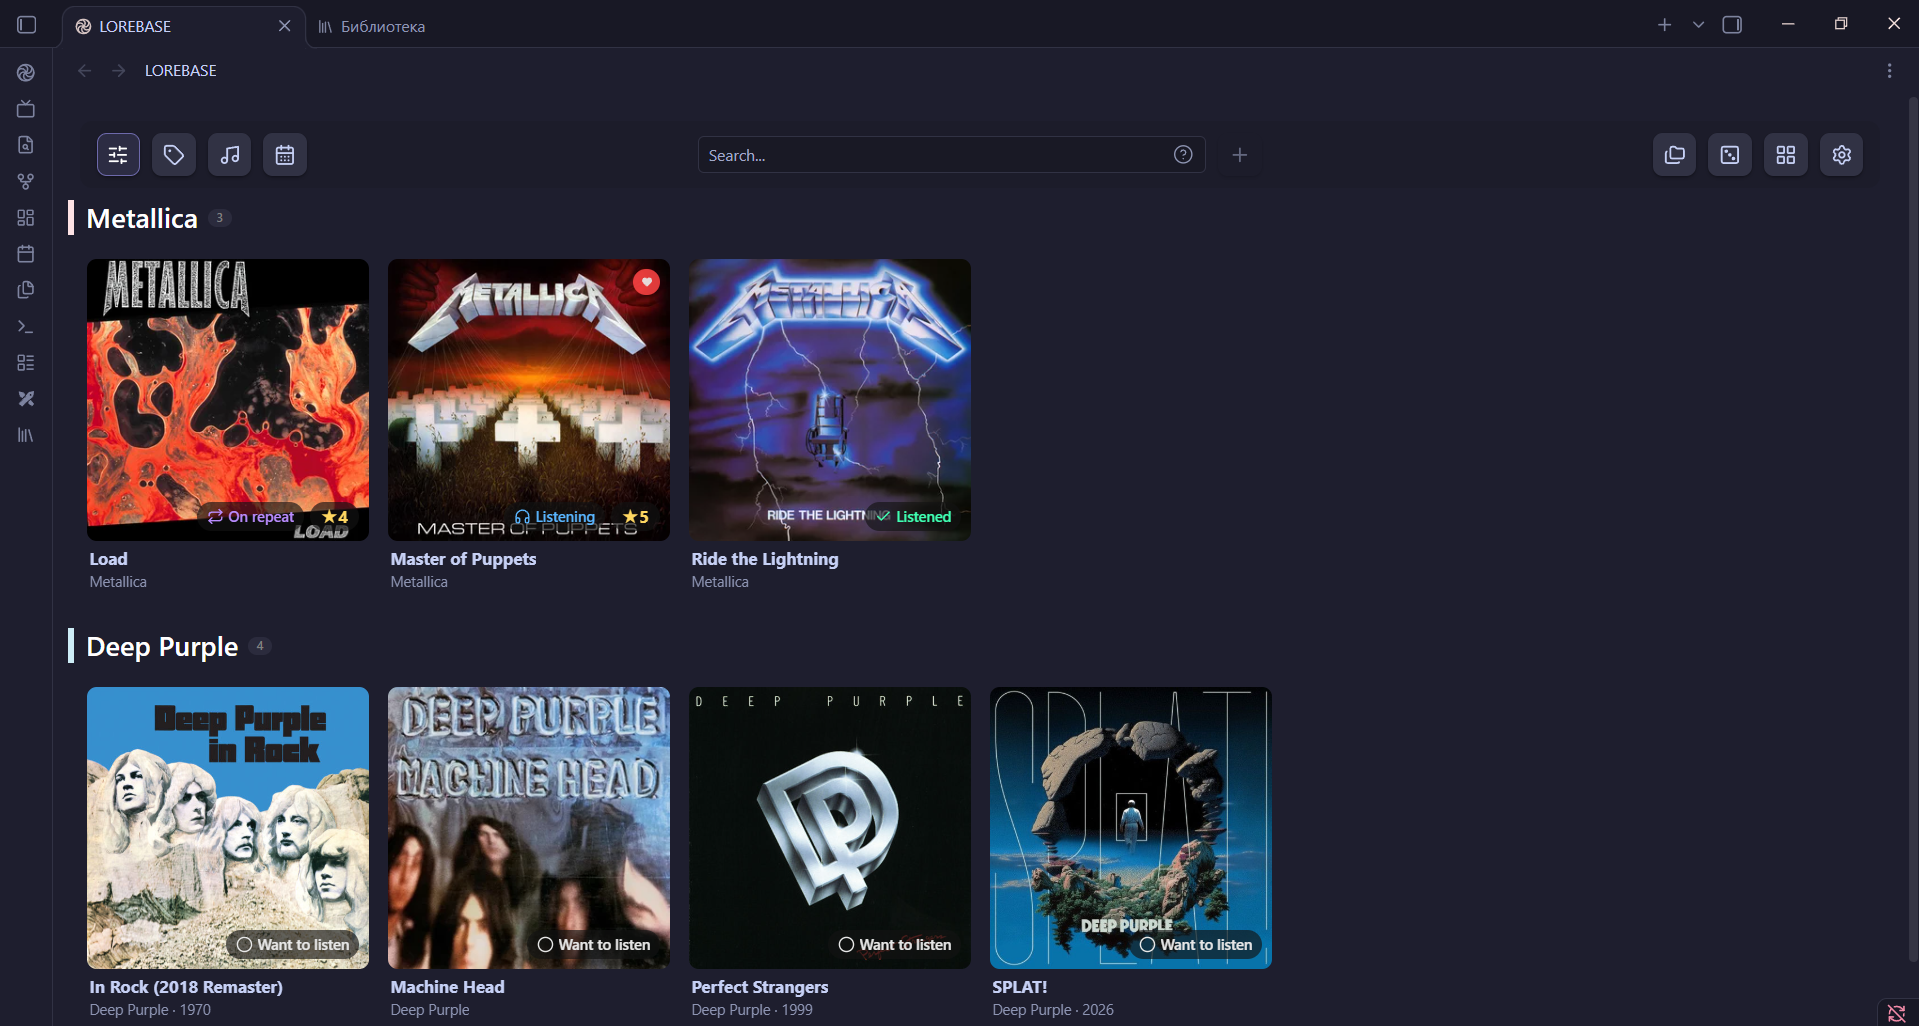 LOREBASE
Библиотека
LOREBASE
Search...
Metallica 3
METALLICA
LOAD
On repeat ★4
Load
Metallica
METALLICA
MASTER OF PUPPETS
Listening ★5
Master of Puppets
Metallica
METALLICA
RIDE THE LIGHTNING
Listened
Ride the Lightning
Metallica
Deep Purple 4
Deep Purple
in Rock
Want to listen
In Rock (2018 Remaster)
Deep Purple · 1970
DEEP PURPLE
MACHINE HEAD
Want to listen
Machine Head
Deep Purple
DEEP PURPLE
Want to listen
Perfect Strangers
Deep Purple · 1999
SPLAT!
DEEP PURPLE
Want to listen
SPLAT!
Deep Purple · 2026